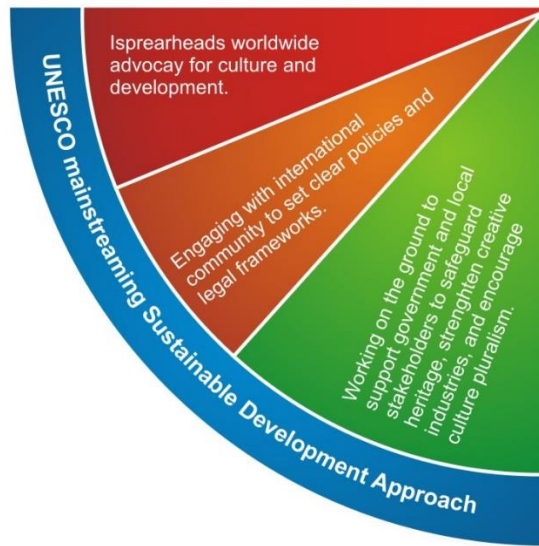 Isprearheads worldwide
advocay for culture and
development.
Engaging with international
community to set clear policies and
legal frameworks.
Working on the ground to
support government and local
stakeholders to safeguard
heritage, strenghten creative
industries, and encourage
culture pluralism.
UNESCO mainstreaming Sustainable Development Approach